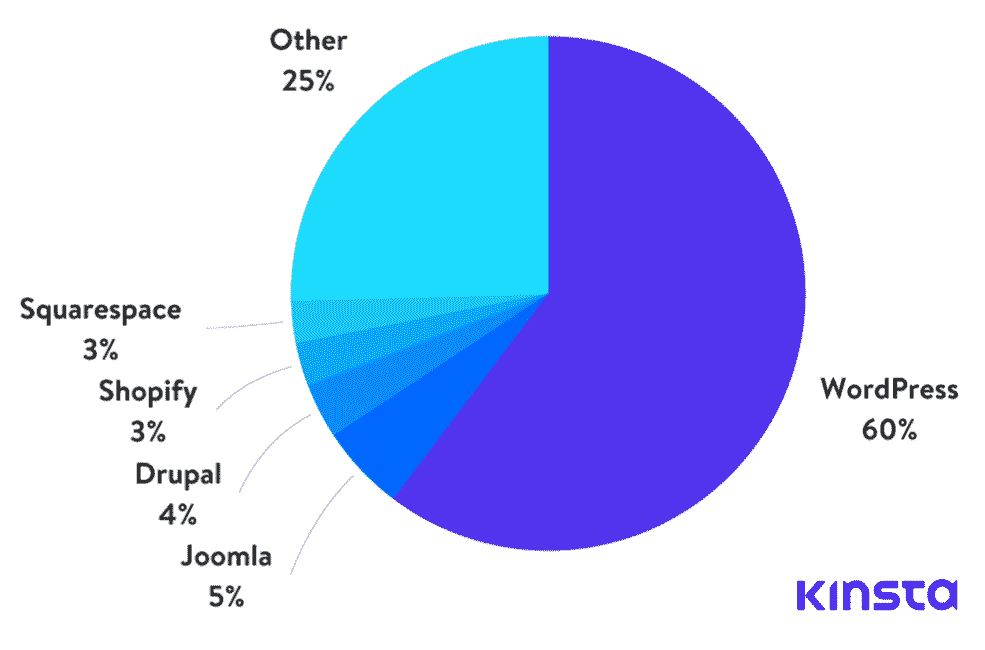 Other
25%
Squarespace
3%
Shopify
3%
Drupal
4%
Joomla
5%
WordPress
60%
KINSTA